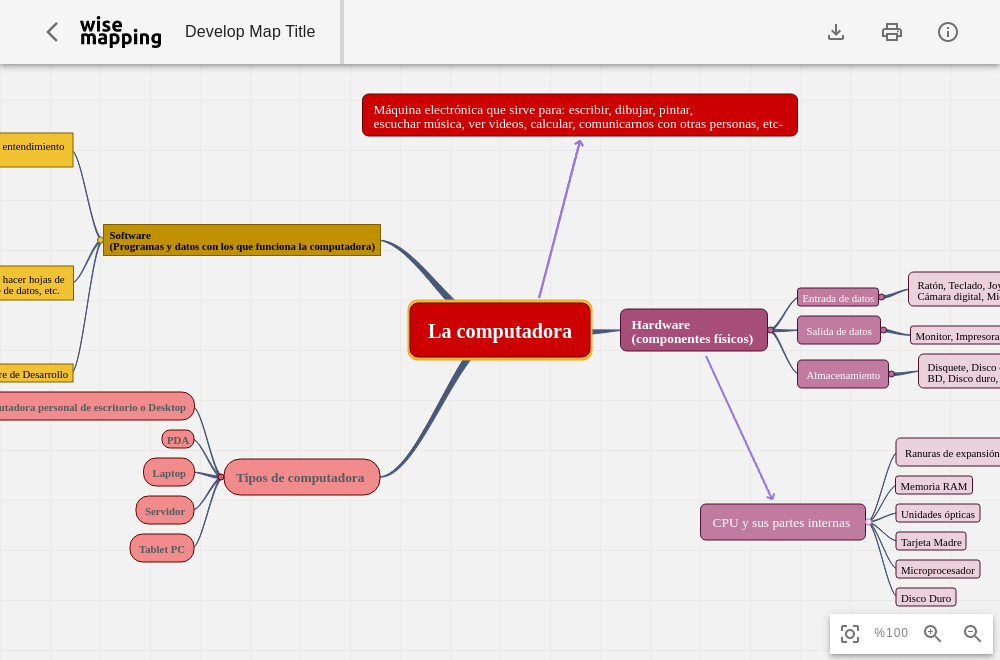 wise
mapping
Develop Map Title
Máquina electrónica que sirve para: escribir, dibujar, pintar,
escuchar música, ver videos, calcular, comunicarnos con otras personas, etc-
entendimiento
Software
(Programas y datos con los que funciona la computadora)
hacer hojas de
de datos, etc.
de Desarrollo
La computadora
Hardware
(componentes físicos)
Entrada de datos
Ratón, Teclado,
Cámara digital,
Salida de datos
Monitor, Impresora
Almacenamiento
Disquete, Disco
BD, Disco duro,
personal de escritorio o Desktop
PDA
Laptop
Servidor
Tablet PC
Tipos de computadora
CPU y sus partes internas
Ranuras de expansión
Memoria RAM
Unidades ópticas
Tarjeta Madre
Microprocesador
Disco Duro
%100